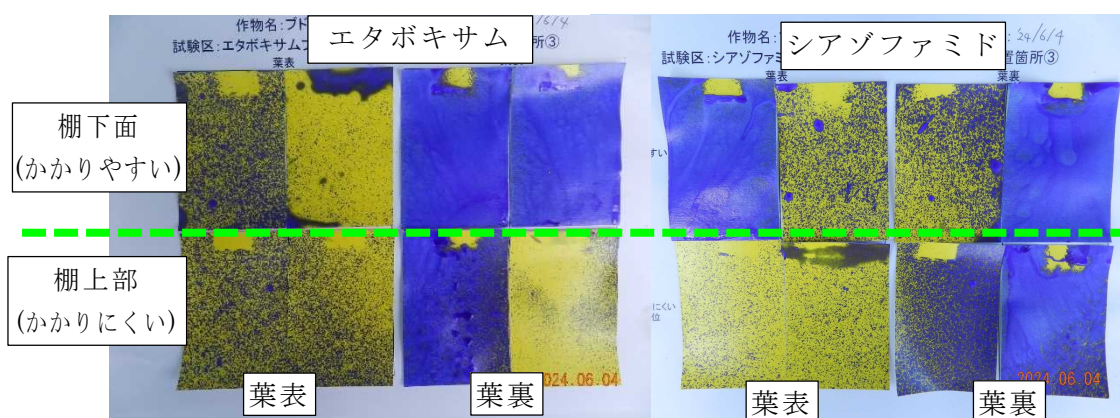 作物名:ブド
6/4
エタボキサム
試験区:エタボキサムフ
所③
葉表
作物名:
'24/6/4
シアゾファミド
試験区:シアゾファミ
置箇所③
葉表
葉裏
棚下面
(かかりやすい)
すい
棚上部
(かかりにくい)
にくい
位
2024.06.04
2024.06.04
葉表
葉裏
葉表
葉裏